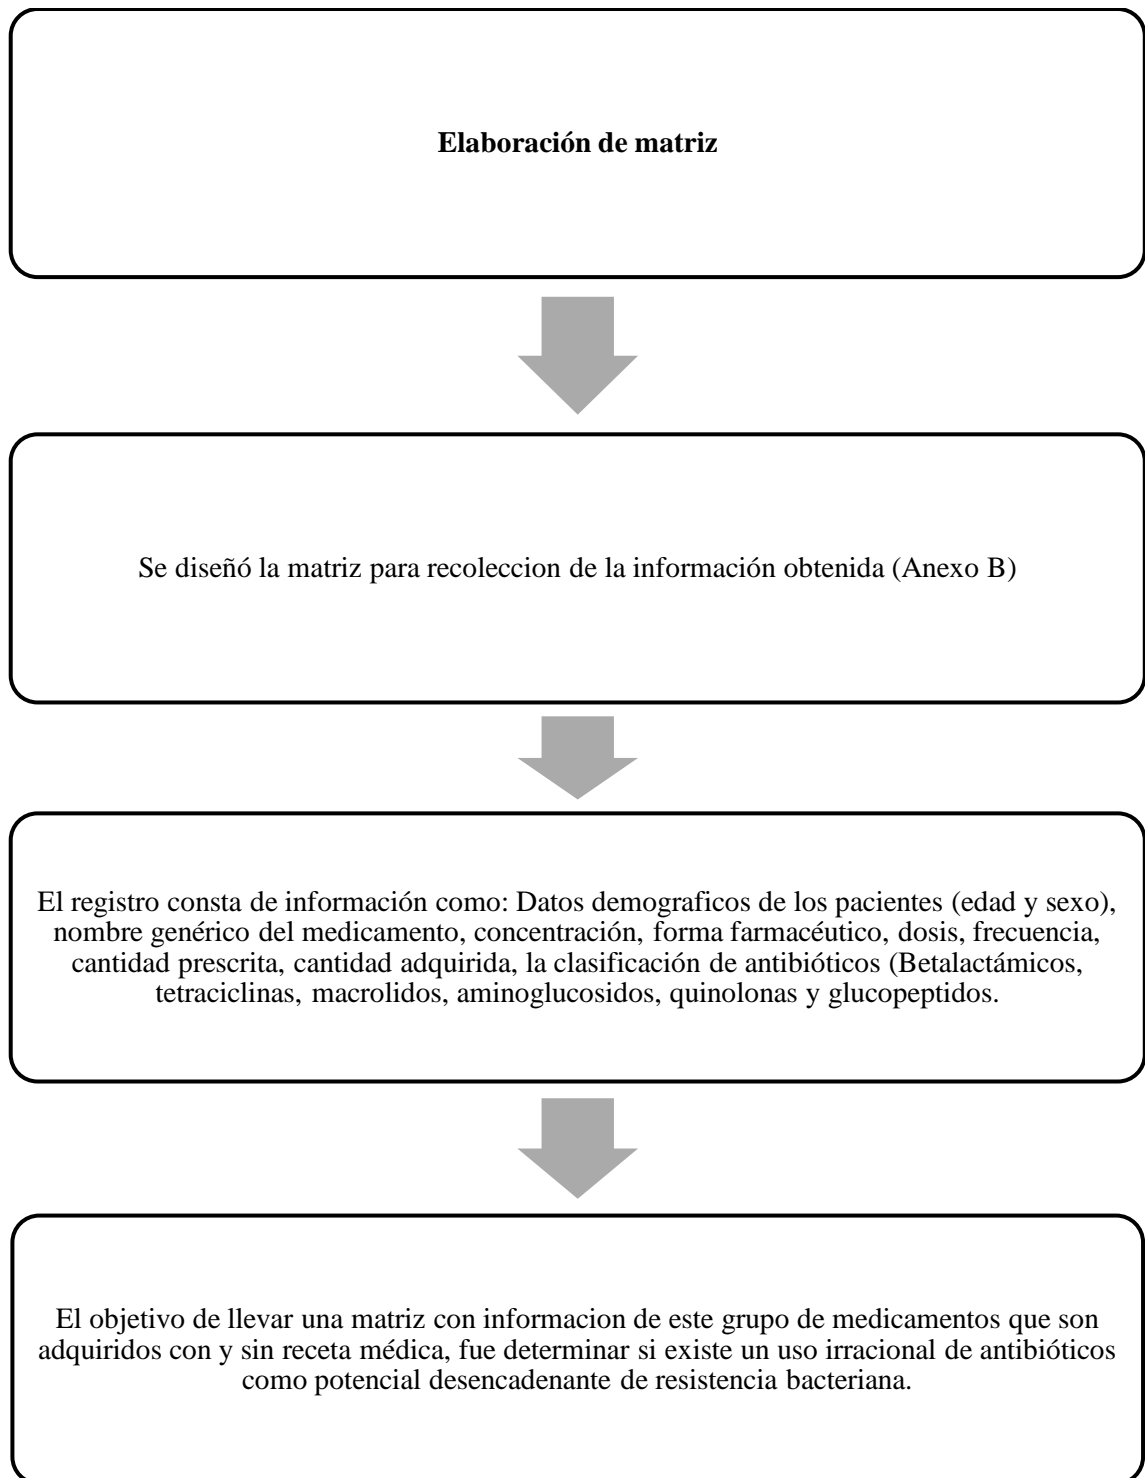 Elaboración de matriz
Se diseñó la matriz para recoleccion de la información obtenida (Anexo B)
El registro consta de información como: Datos demograficos de los pacientes (edad y sexo),
nombre genérico del medicamento, concentración, forma farmacéutico, dosis, frecuencia,
cantidad prescrita, cantidad adquirida, la clasificación de antibióticos (Betalactámicos,
tetraciclinas, macrolidos, aminoglucosidos, quinolonas y glucopeptidos.
El objetivo de llevar una matriz con informacion de este grupo de medicamentos que son
adquiridos con y sin receta médica, fue determinar si existe un uso irracional de antibióticos
como potencial desencadenante de resistencia bacteriana.